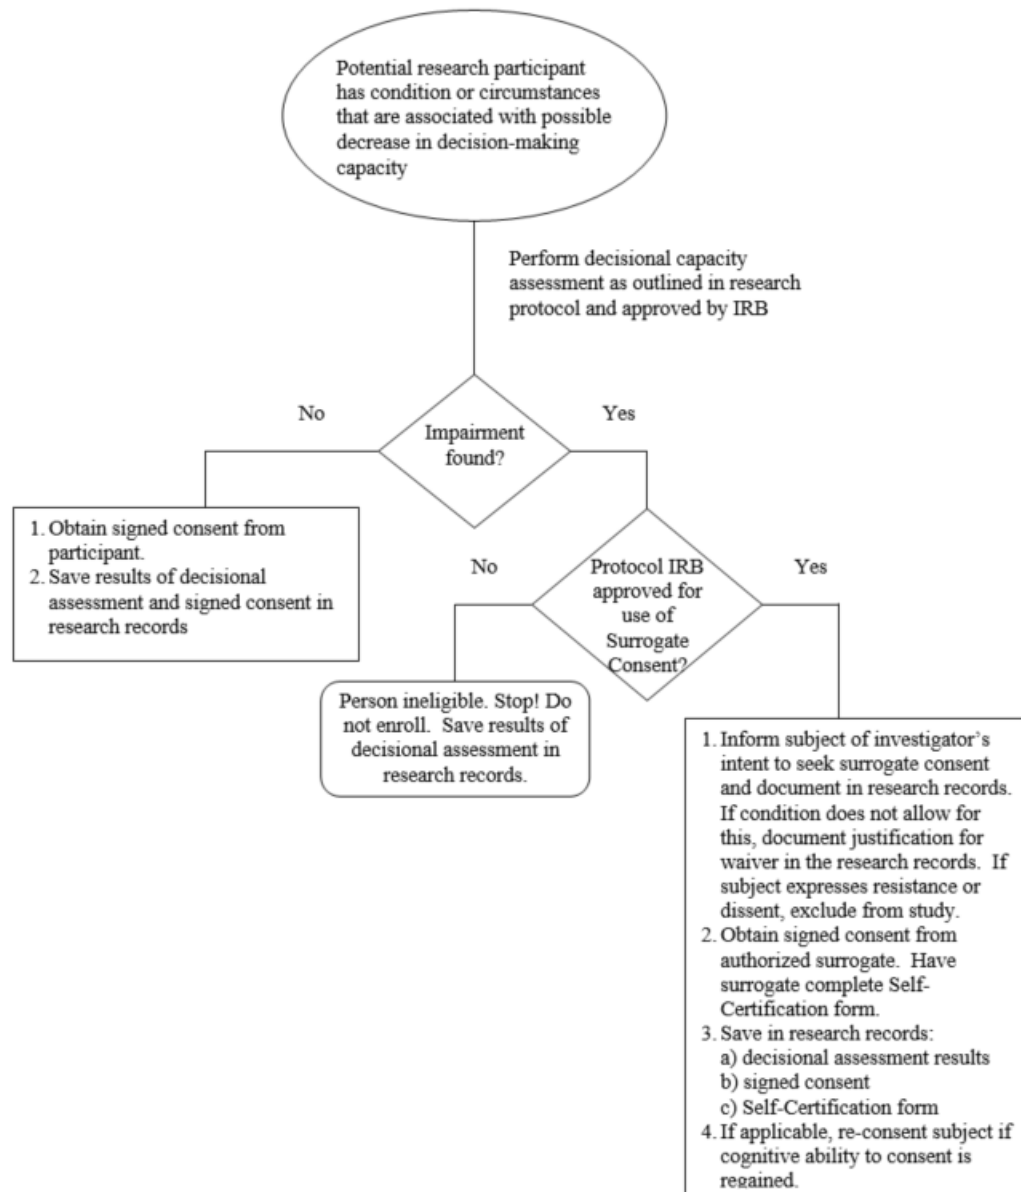 Potential research participant
has condition or circumstances
that are associated with possible
decrease in decision-making
capacity
Perform decisional capacity
assessment as outlined in research
protocol and approved by IRB
No
Yes
Impairment
found?
1. Obtain signed consent from
participant.
2. Save results of decisional
assessment and signed consent in
research records
No
Yes
Protocol IRB
approved for
use of
Surrogate
Consent?
Person ineligible. Stop! Do
not enroll. Save results of
decisional assessment in
research records.
1. Inform subject of investigator’s
intent to seek surrogate consent
and document in research records.
If condition does not allow for
this, document justification for
waiver in the research records. If
subject expresses resistance or
dissent, exclude from study.
2. Obtain signed consent from
authorized surrogate. Have
surrogate complete Self-
Certification form.
3. Save in research records:
a) decisional assessment results
b) signed consent
c) Self-Certification form
4. If applicable, re-consent subject if
cognitive ability to consent is
regained.